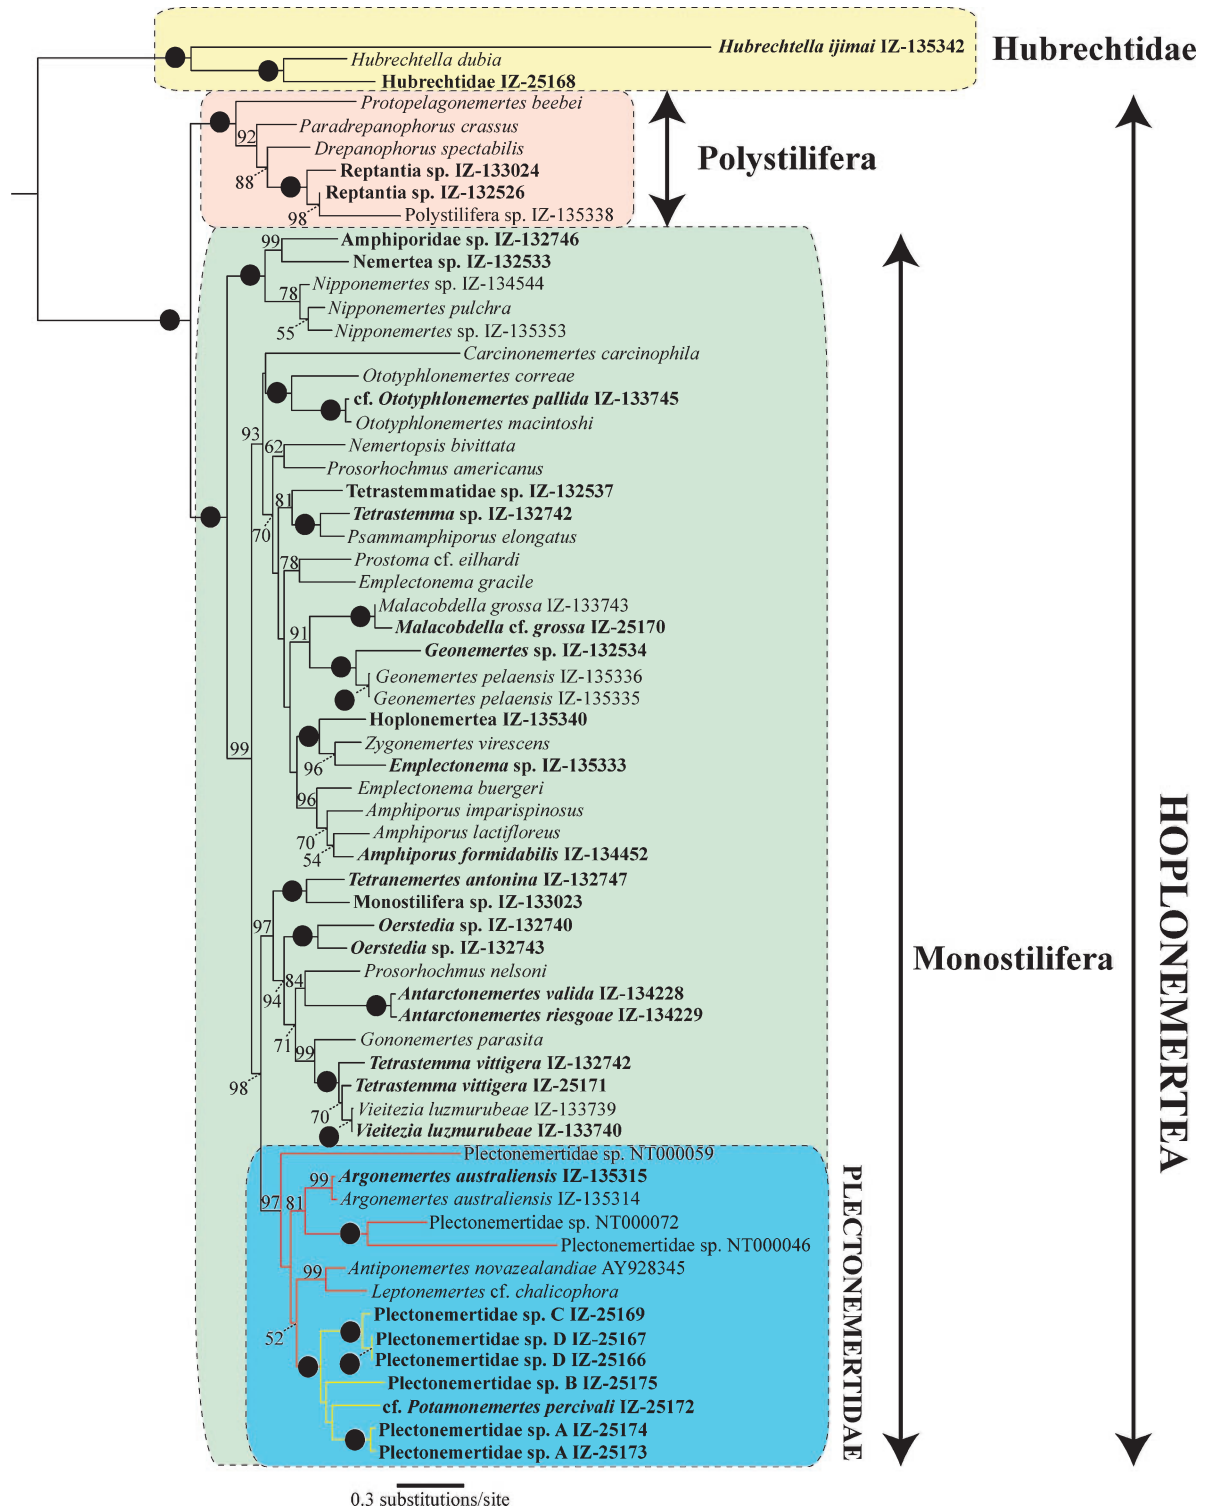 Hubrechtella ijimai IZ-135342
Hubrechtidae
Hubrechtella dubia
Hubrechtidae IZ-25168
Protopelagonemertes beebei
Paradrepanophorus crassus
92
Drepanophorus spectabilis
Polystilifera
Reptantia sp. IZ-133024
88
Reptantia sp. IZ-132526
Polystilifera sp. IZ-135338
98
Amphiporidae sp. IZ-132746
99
Nemertea sp. IZ-132533
Nipponemertes sp. IZ-134544
78
Nipponemertes pulchra
Nipponemertes sp. IZ-135353
55
Carcinonemertes carcinophila
Ototyphlonemertes correae
cf. Ototyphlonemertes pallida IZ-133745
Ototyphlonemertes macintoshi
93
Nemertopsis bivittata
62
Prosorhochmus americanus
Tetrastemmatidae sp. IZ-132537
81
Tetrastemma sp. IZ-132742
70
Psammamphiporus elongatus
Prostoma cf. eilhardi
78
Emplectonema gracile
Malacobdella grossa IZ-133743
Malacobdella cf. grossa IZ-25170
91
Geonemertes sp. IZ-132534
Geonemertes pelaensis IZ-135336
Geonemertes pelaensis IZ-135335
Hoplonemertea IZ-135340
Zygonemertes virescens
99
Emplectonema sp. IZ-135333
96
Emplectonema buergeri
96
Amphiporus imparispinosus
Amphiporus lactifloreus
70
Amphiporus formidabilis IZ-134452
54
Tetranemertes antonina IZ-132747
Monostilifera sp. IZ-133023
Oerstedia sp. IZ-132740
97
Oerstedia sp. IZ-132743
Monostilifera
HOPLONEMERTEA
Prosorhochmus nelsoni
84
Antarctonemertes valida IZ-134228
94
Antarctonemertes riesgoae IZ-134229
Gononemertes parasita
71
99
Tetrastemma vittigera IZ-132742
Tetrastemma vittigera IZ-25171
98
Vieitezia luzmurubeae IZ-133739
70
Vieitezia luzmurubeae IZ-133740
Plectonemertidae sp. NT000059
Argonemertes australiensis IZ-135315
99
Argonemertes australiensis IZ-135314
97
81
Plectonemertidae sp. NT000072
Plectonemertidae sp. NT000046
Antiponemertes novazealandiae AY928345
99
Leptonemertes cf. chalicophora
PLECTONEMERTIDAE
Plectonemertidae sp. C IZ-25169
52
Plectonemertidae sp. D IZ-25167
Plectonemertidae sp. D IZ-25166
Plectonemertidae sp. B IZ-25175
cf. Potamonemertes percivali IZ-25172
Plectonemertidae sp. A IZ-25174
Plectonemertidae sp. A IZ-25173
0.3 substitutions/site